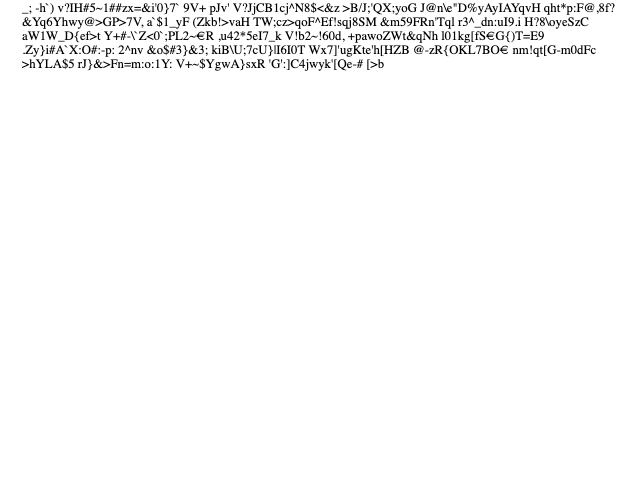 _; -h`) v?IH#5~1##zx=&i'0}7` 9V+ pJv' V?JjCB1cj^N8$<&z >B/J;'QX;yoG J@n\e"D%yAyIAYqvH qht*p:F@,8f?
&Yq6Yhwy@>GP>7V, a`$1_yF (Zkb!>vaH TW;cz>qoF^Ef!sqj8SM &m59FRn'Tql r3^_dn:uI9.i H?8\oyeSzC
aW1W_D{ef>t Y+#-\`Z<0`;PL2~€R ,u42*5eI7_k V!b2~!60d, +pawoZWt&qNh l01kg[fS€G{)T=E9
.Zy}i#A`X:O#:-p: 2^nv &o$#3}&3; kiB\U;7cU}lI6I0T Wx7]'ugKte'h[HZB @-zR{OKL7BO€ nm!qt[G-m0dFc
>hYLA$5 rJ}&>Fn=m:o:1Y: V+~$YgwA}sxR 'G':]C4jwyk'[Qe-# [>b